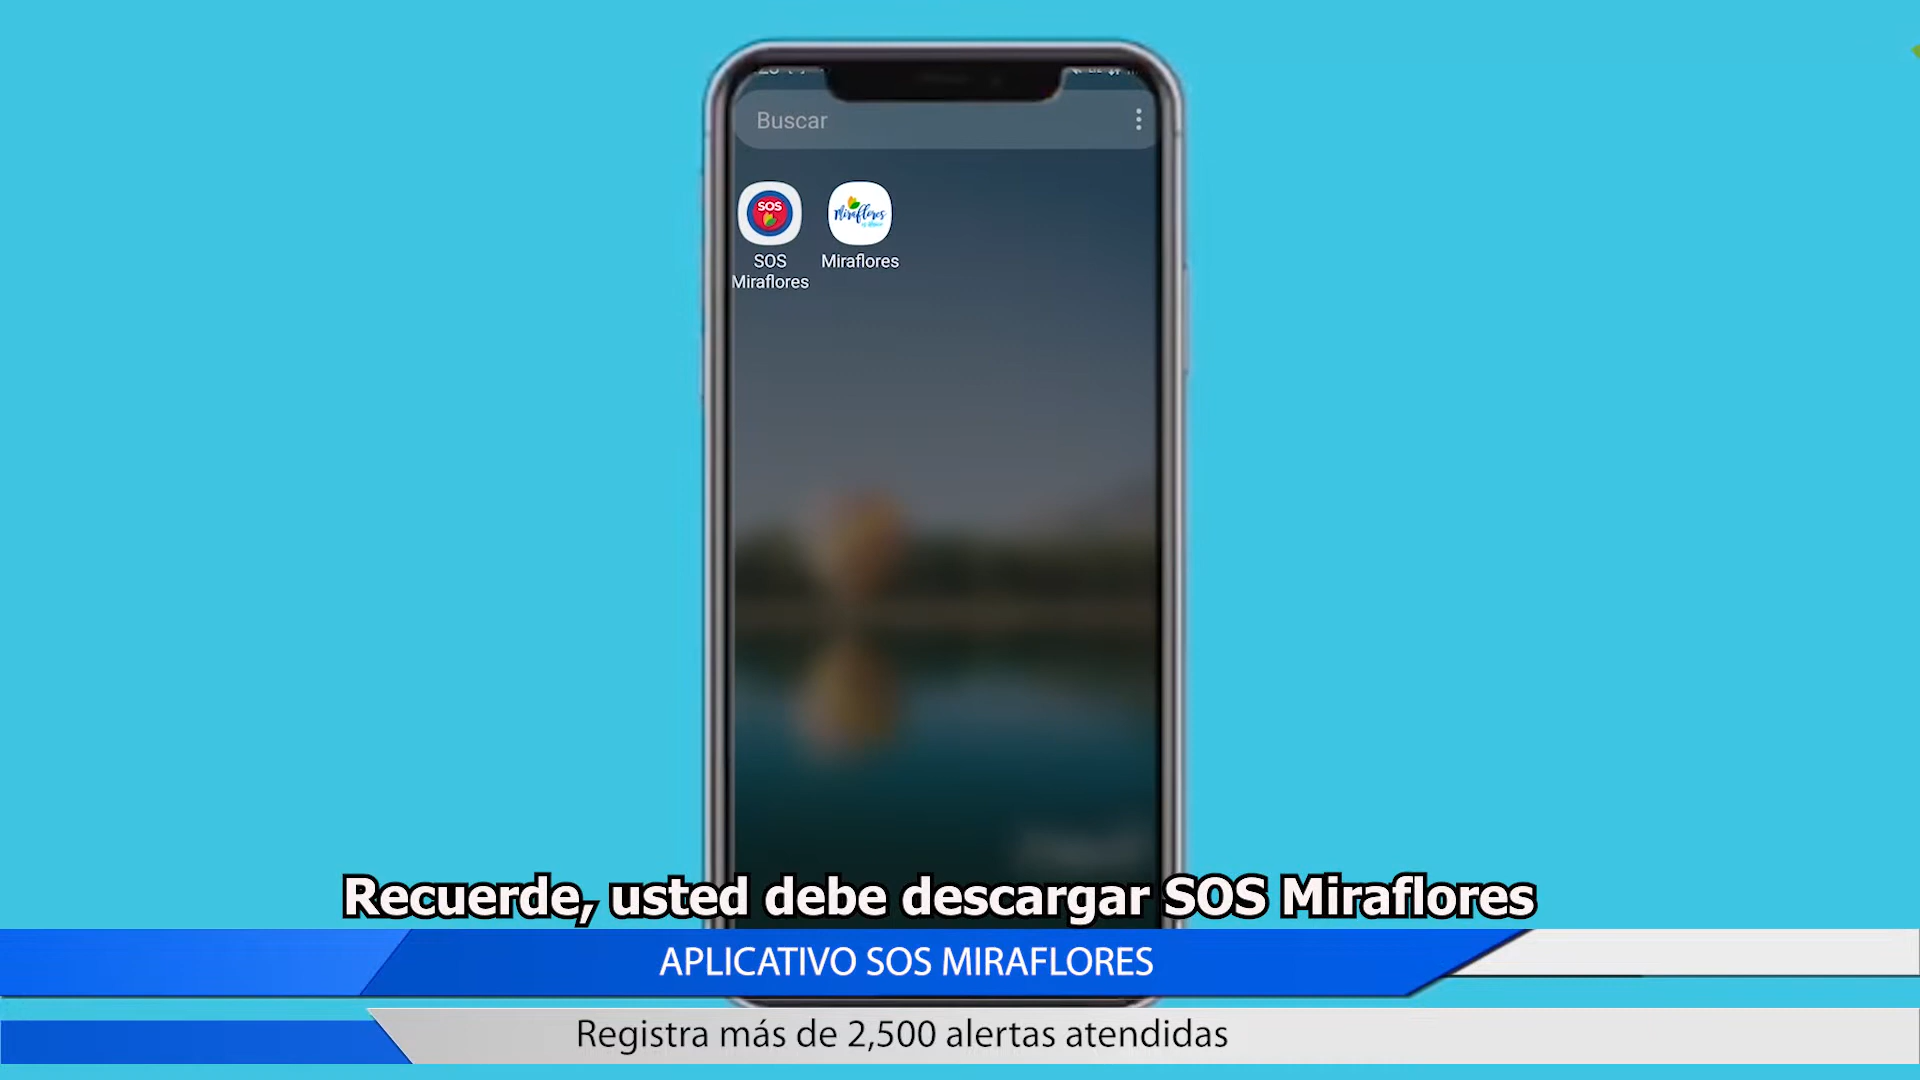 Buscar
SOS
Miraflores
SOS
Miraflores
Miraflores
Recuerde, usted debe descargar SOS Miraflores
APLICATIVO SOS MIRAFLORES
Registra más de 2,500 alertas atendidas